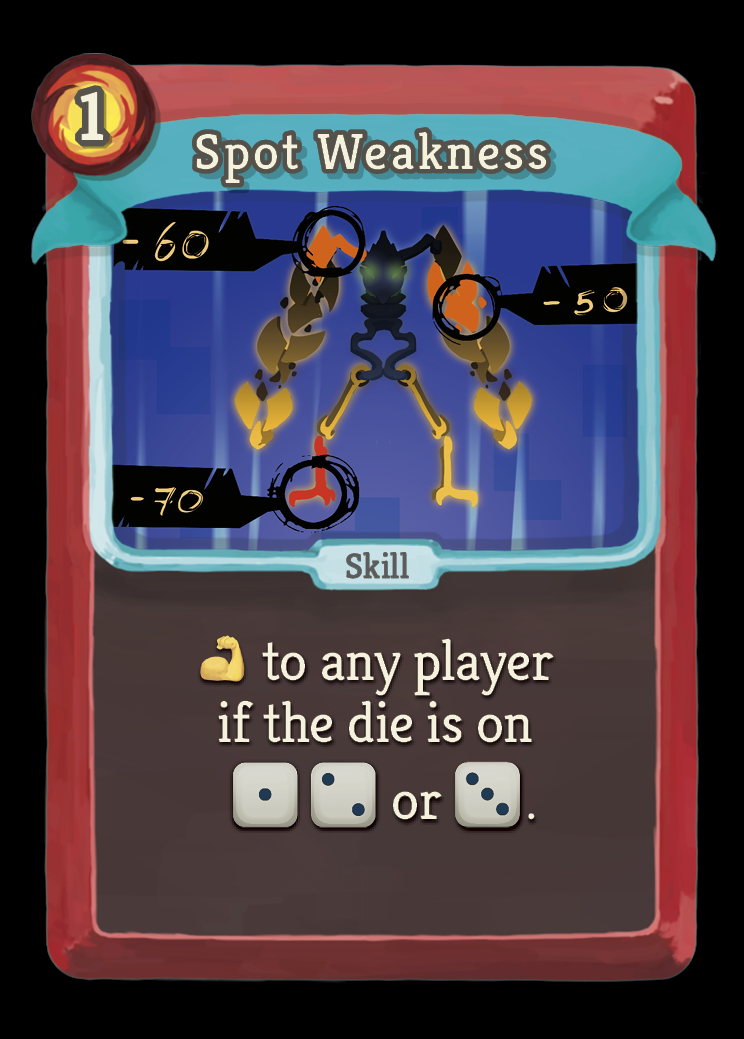 1
Spot Weakness
-60
-50
-70
Skill
to any player
if the die is on
or .